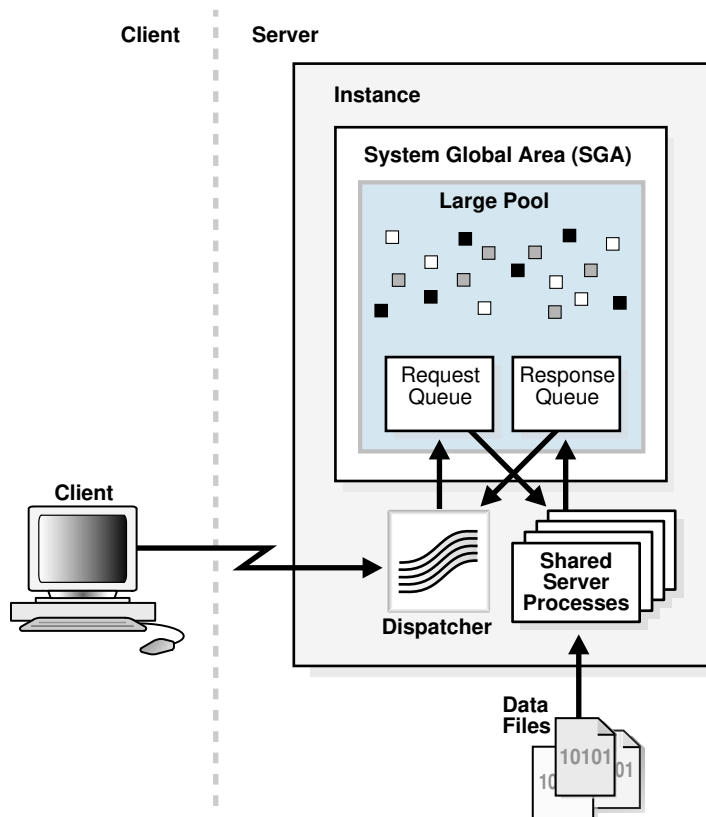 Client
Server
Instance
System Global Area (SGA)
Large Pool
Request
Queue
Response
Queue
Client
Dispatcher
Shared
Server
Processes
Data
Files
10101
10
01